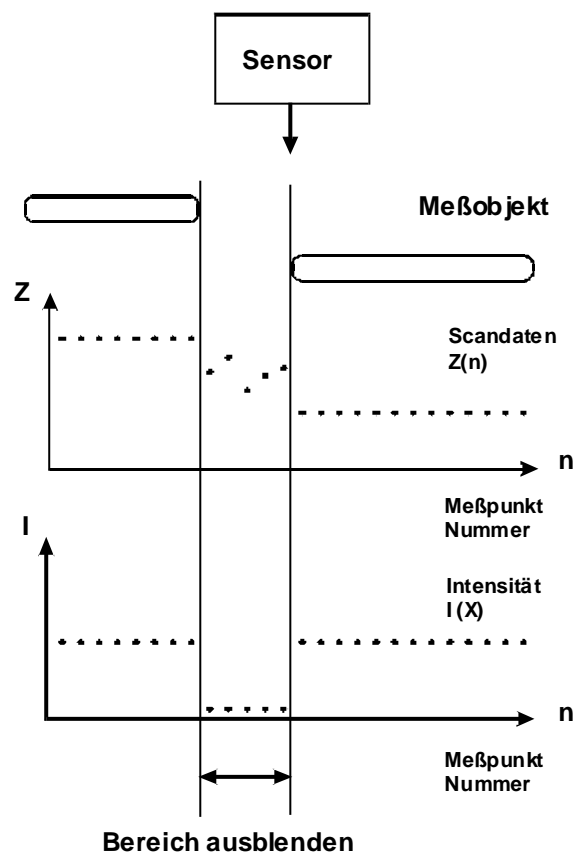 Sensor
Meßobjekt
Z
Scandaten
Z(n)
n
Meßpunkt
Nummer
I
Intensität
I (X)
n
Meßpunkt
Nummer
Bereich ausblenden